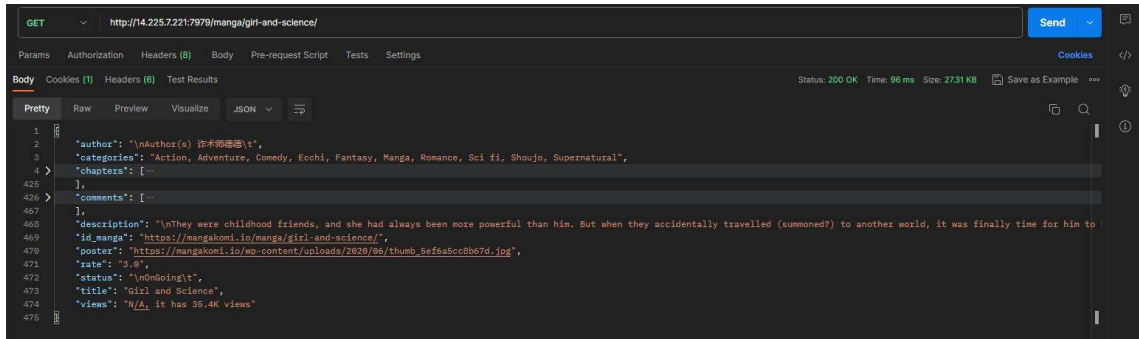 GET http://14.225.7.221:7979/manga/girl-and-science/ Send
Params Authorization Headers (8) Body Pre-request Script Tests Settings Cookies
Body Cookies (1) Headers (6) Test Results Status: 200 OK Time: 96 ms Size: 27.31 KB Save as Example
Pretty Raw Preview Visualize JSON
1 {
2 "author": "\nAuthor(s) 诈术师德德\t",
3 "categories": "Action, Adventure, Comedy, Ecchi, Fantasy, Manga, Romance, Sci fi, Shoujo, Supernatural",
4 "chapters": […
425 ],
426 "comments": […
467 ],
468 "description": "\nThey were childhood friends, and she had always been more powerful than him. But when they accidentally travelled (summoned?) to another world, it was finally time for him to
469 "id_manga": "https://mangakomi.io/manga/girl-and-science/",
470 "poster": "https://mangakomi.io/wp-content/uploads/2020/06/thumb_5ef6a5cc8b67d.jpg",
471 "rate": "3.0",
472 "status": "\nOnGoing\t",
473 "title": "Girl and Science",
474 "views": "N/A, it has 35.4K views"
475 }